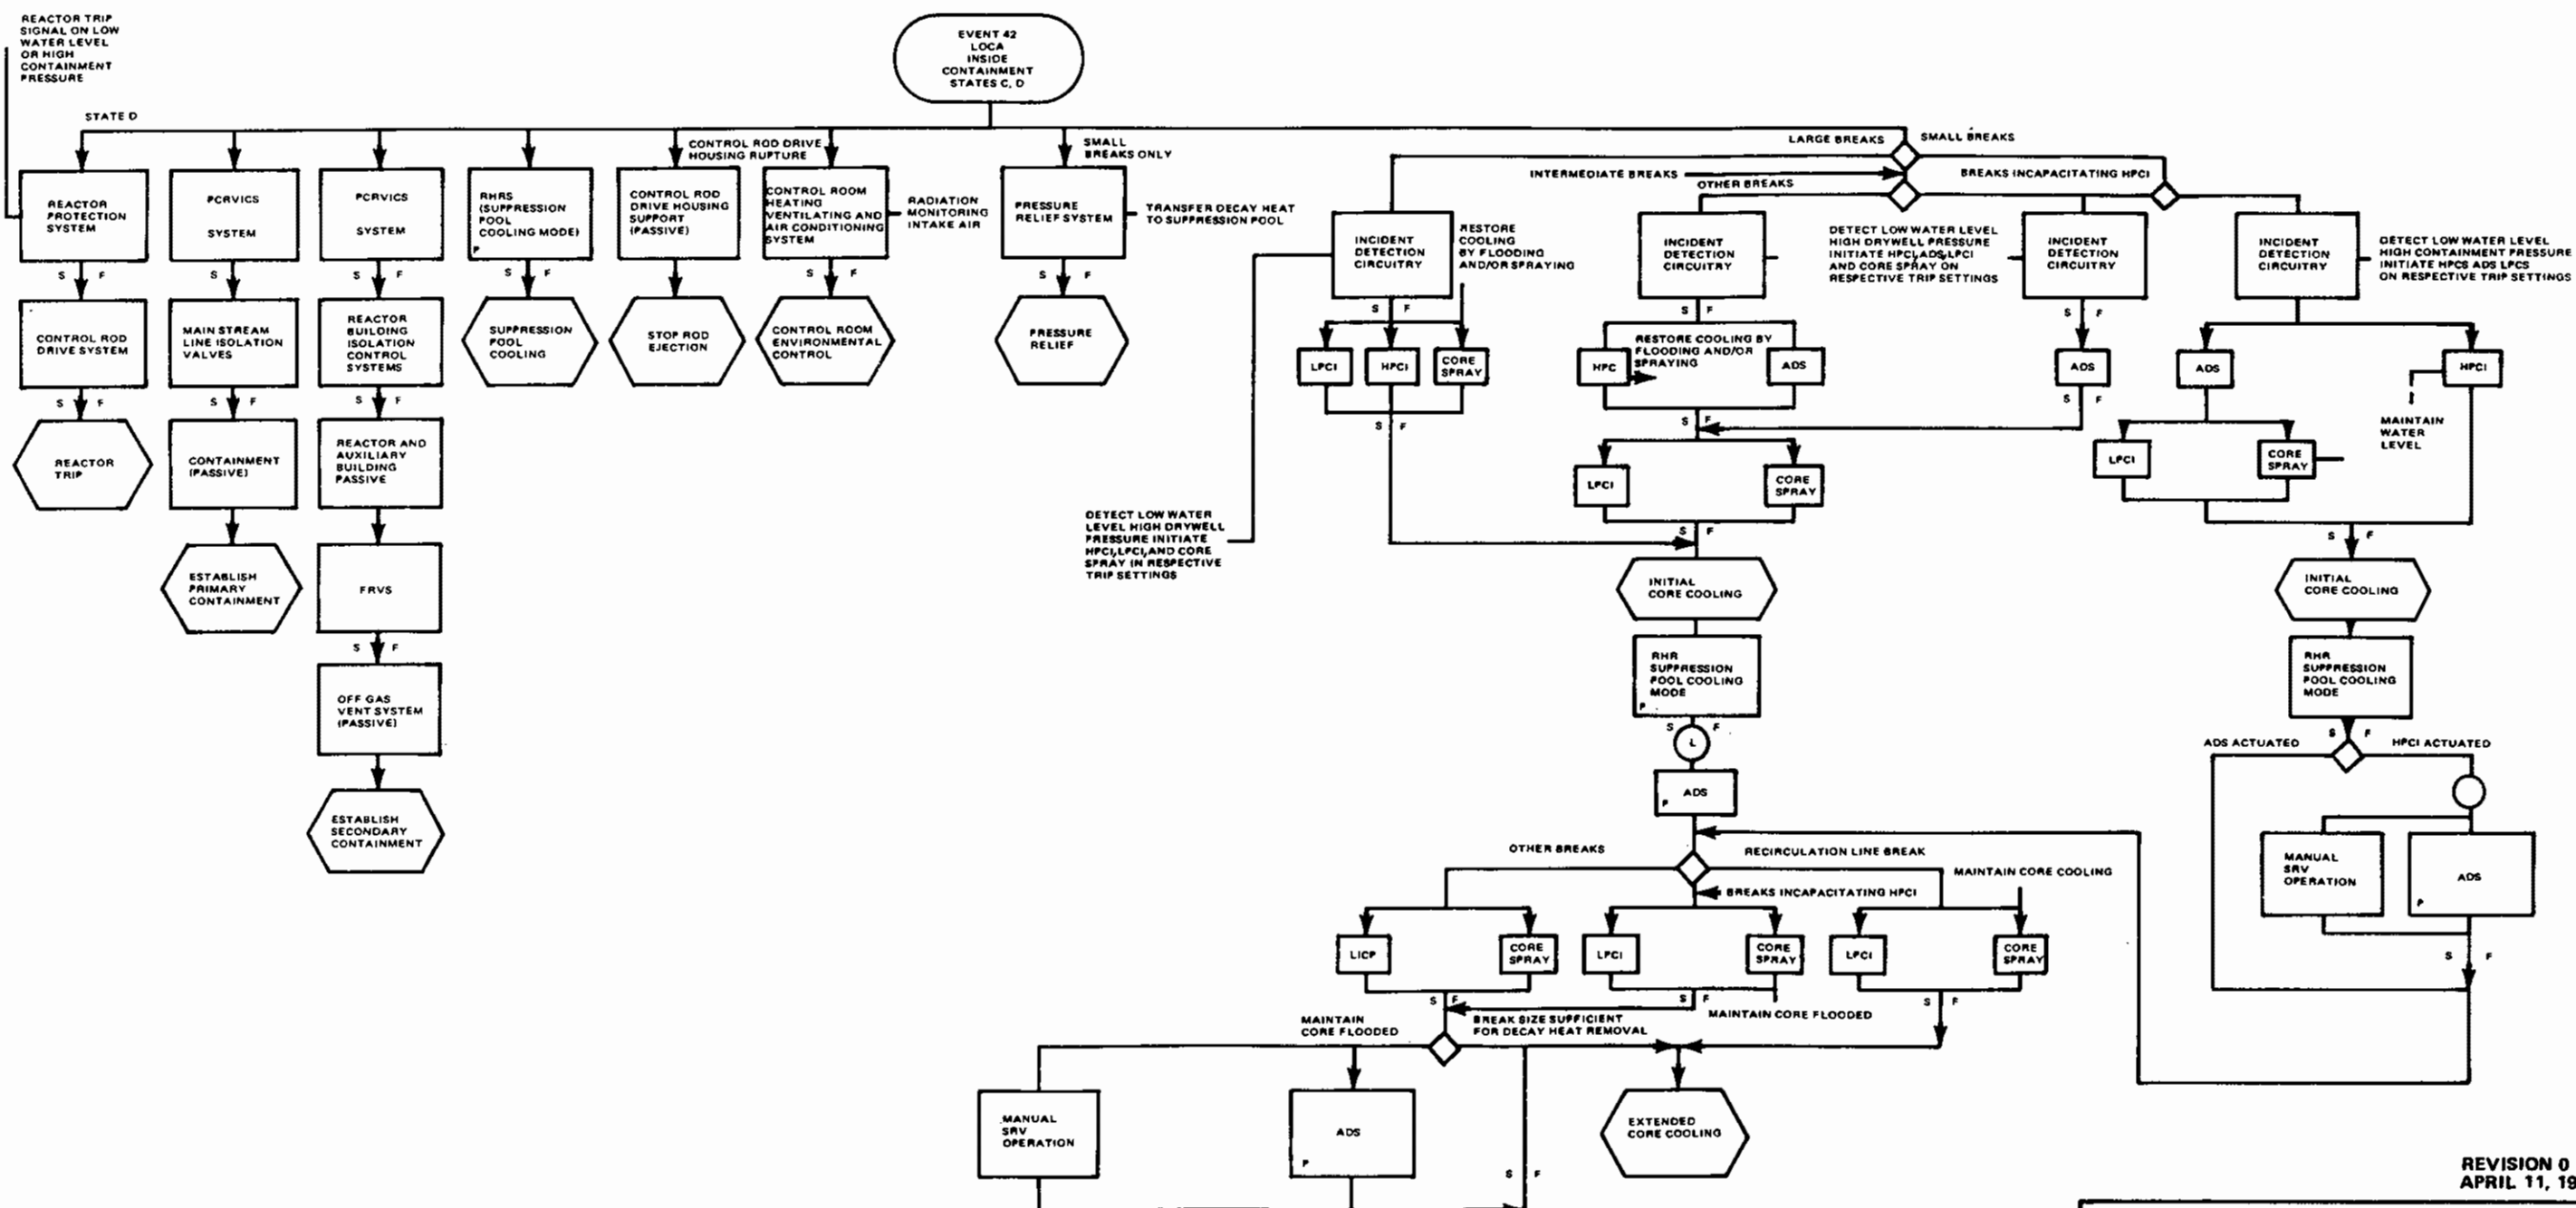 REACTOR TRIP
SIGNAL ON LOW
WATER LEVEL
OR HIGH
CONTAINMENT
PRESSURE
EVENT 42
LOCA
INSIDE
CONTAINMENT
STATES C, D
STATE D
CONTROL ROD DRIVE
HOUSING RUPTURE
SMALL
BREAKS ONLY
LARGE BREAKS
SMALL BREAKS
INTERMEDIATE BREAKS
OTHER BREAKS
BREAKS INCAPACITATING HPCI
REACTOR
PROTECTION
SYSTEM
S F
PCRVICS
SYSTEM
S F
PCRVICS
SYSTEM
S F
RHRS
(SUPPRESSION
POOL
COOLING MODE)
P
S F
CONTROL ROD
DRIVE HOUSING
SUPPORT
(PASSIVE)
S F
CONTROL ROOM
HEATING
VENTILATING AND
AIR CONDITIONING
SYSTEM
S F
RADIATION
MONITORING
INTAKE AIR
PRESSURE
RELIEF SYSTEM
S F
TRANSFER DECAY HEAT
TO SUPPRESSION POOL
INCIDENT
DETECTION
CIRCUITRY
S F
RESTORE
COOLING
BY FLOODING
AND/OR SPRAYING
INCIDENT
DETECTION
CIRCUITRY
S F
DETECT LOW WATER LEVEL
HIGH DRYWELL PRESSURE
INITIATE HPCI,ADS,LPCI
AND CORE SPRAY ON
RESPECTIVE TRIP SETTINGS
INCIDENT
DETECTION
CIRCUITRY
S F
INCIDENT
DETECTION
CIRCUITRY
DETECT LOW WATER LEVEL
HIGH CONTAINMENT PRESSURE
INITIATE HPCS ADS LPCS
ON RESPECTIVE TRIP SETTINGS
CONTROL ROD
DRIVE SYSTEM
S F
MAIN STREAM
LINE ISOLATION
VALVES
S F
REACTOR
BUILDING
ISOLATION
CONTROL
SYSTEMS
S F
SUPPRESSION
POOL
COOLING
STOP ROD
EJECTION
CONTROL ROOM
ENVIRONMENTAL
CONTROL
PRESSURE
RELIEF
LPCI
HPCI
CORE
SPRAY
S F
HPC
RESTORE COOLING BY
FLOODING AND/OR
SPRAYING
ADS
S F
ADS
S F
ADS
HPCI
MAINTAIN
WATER
LEVEL
REACTOR
TRIP
CONTAINMENT
(PASSIVE)
REACTOR AND
AUXILIARY
BUILDING
PASSIVE
LPCI
CORE
SPRAY
S F
LPCI
CORE
SPRAY
S F
DETECT LOW WATER
LEVEL HIGH DRYWELL
PRESSURE INITIATE
HPCI,LPCI,AND CORE
SPRAY IN RESPECTIVE
TRIP SETTINGS
ESTABLISH
PRIMARY
CONTAINMENT
FRVS
S F
INITIAL
CORE COOLING
INITIAL
CORE COOLING
OFF GAS
VENT SYSTEM
(PASSIVE)
RHR
SUPPRESSION
POOL COOLING
MODE
P
S F
L
RHR
SUPPRESSION
POOL COOLING
MODE
S F
ADS ACTUATED
HPCI ACTUATED
ADS
P
ESTABLISH
SECONDARY
CONTAINMENT
OTHER BREAKS
RECIRCULATION LINE BREAK
BREAKS INCAPACITATING HPCI
MAINTAIN CORE COOLING
MANUAL
SRV
OPERATION
ADS
P
S F
LICP
CORE
SPRAY
S F
LPCI
CORE
SPRAY
S F
LPCI
CORE
SPRAY
S F
MAINTAIN
CORE FLOODED
BREAK SIZE SUFFICIENT
FOR DECAY HEAT REMOVAL
MAINTAIN CORE FLOODED
MANUAL
SRV
OPERATION
ADS
P
S F
EXTENDED
CORE COOLING
REVISION 0
APRIL 11, 19